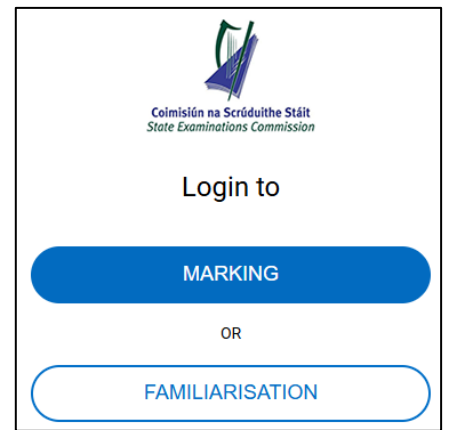 Coimisiún na Scrúduithe Stáit
State Examinations Commission
Login to
MARKING
OR
FAMILIARISATION